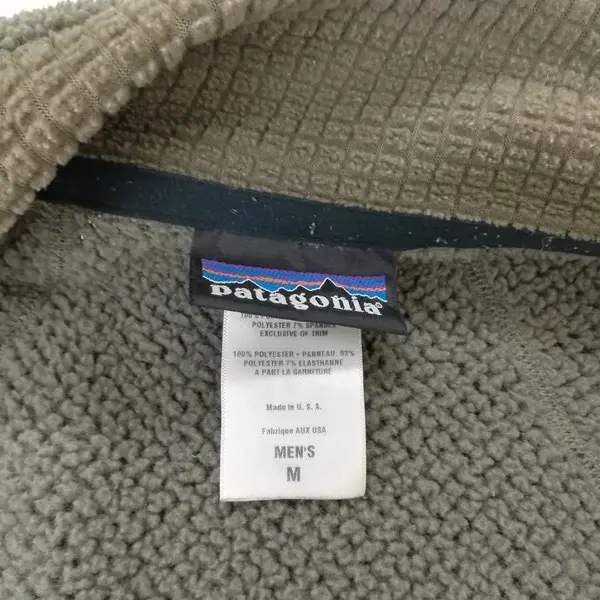 patagonia®
POLYESTER 7% SPANDEX
EXCLUSIVE OF TRIM
100% POLYESTER • PANNEAU: 93%
POLYESTER 7% ELASTHANNE
A PART LA GARNITURE
Made in U. S. A.
Fabrique AUX USA
MEN'S
M